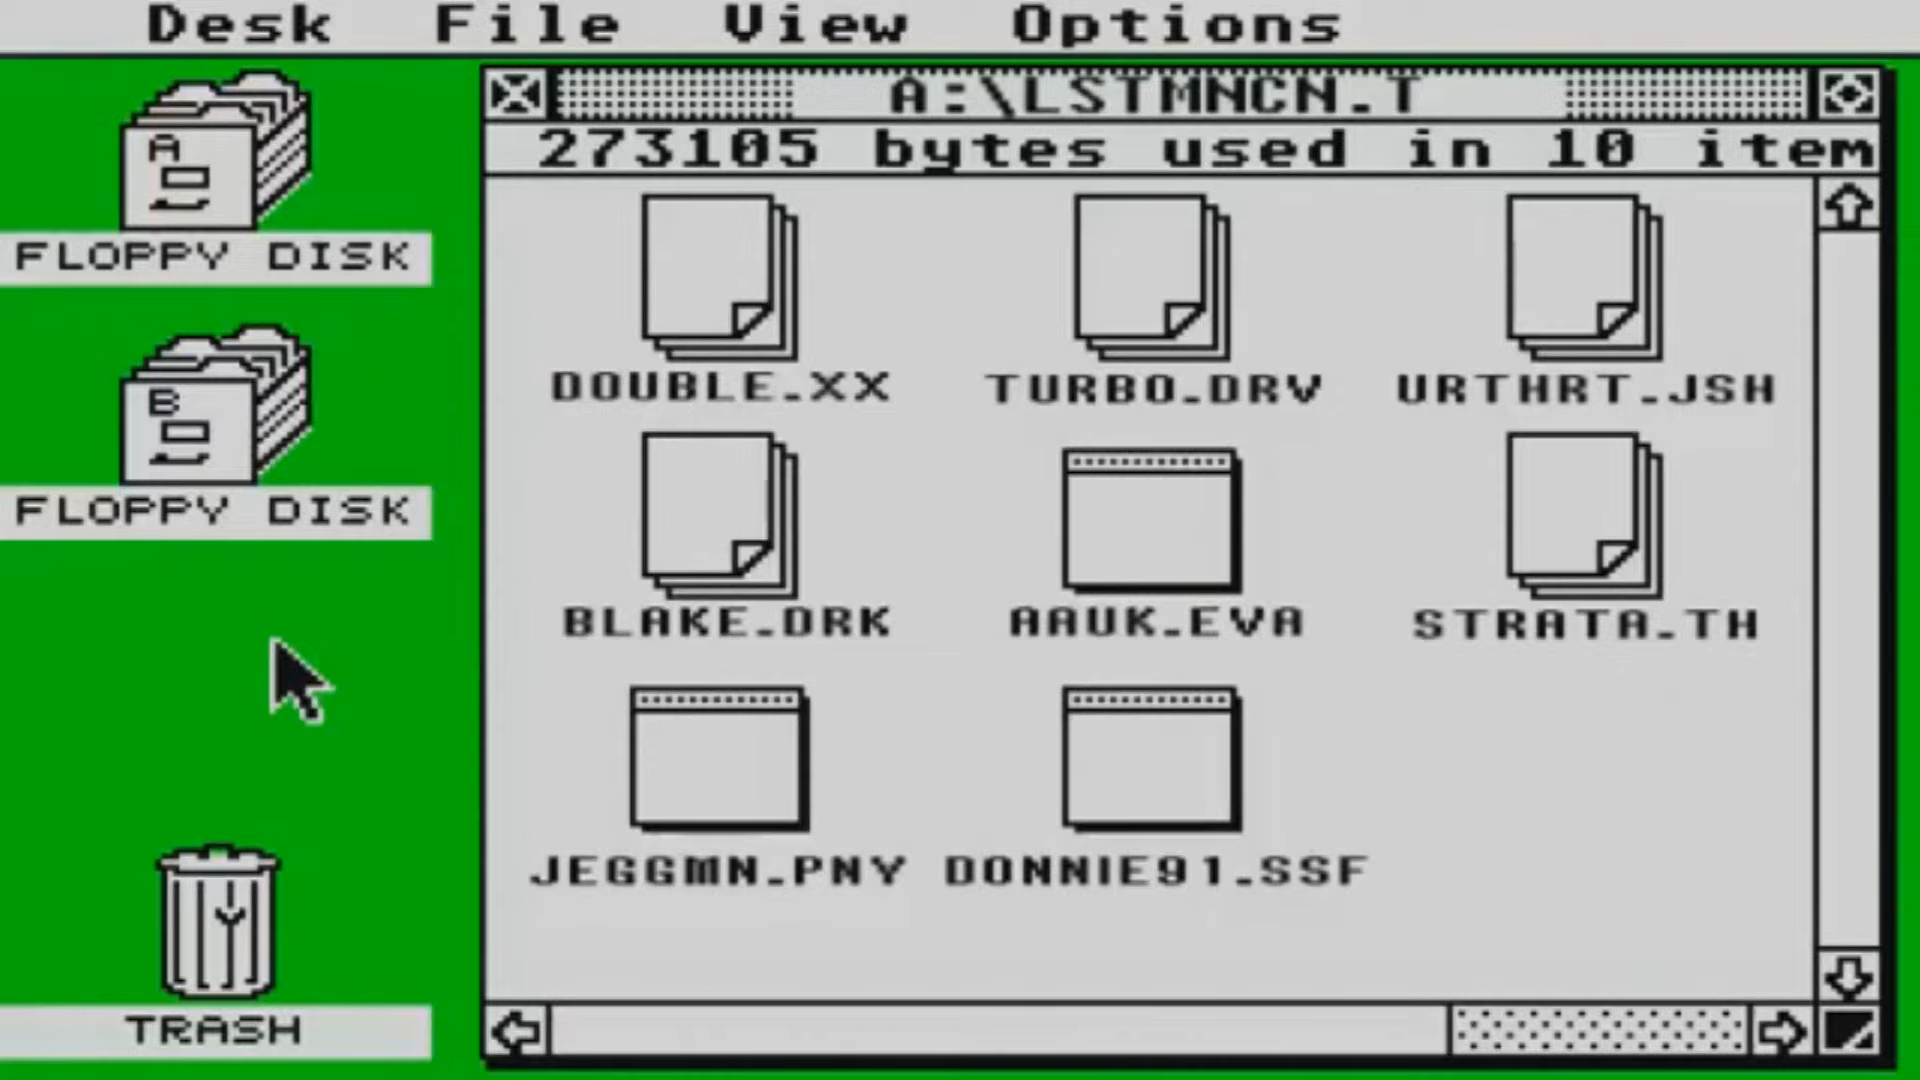 Desk File View Options
A:\LSTMNCN.T
273105 bytes used in 10 item
A
FLOPPY DISK
B
FLOPPY DISK
TRASH
DOUBLE.XX TURBO.DRV URTHRT.JSH
BLAKE.DRK AAUK.EVA STRATA.TH
JEGGMN.PNY DONNIE91.SSF